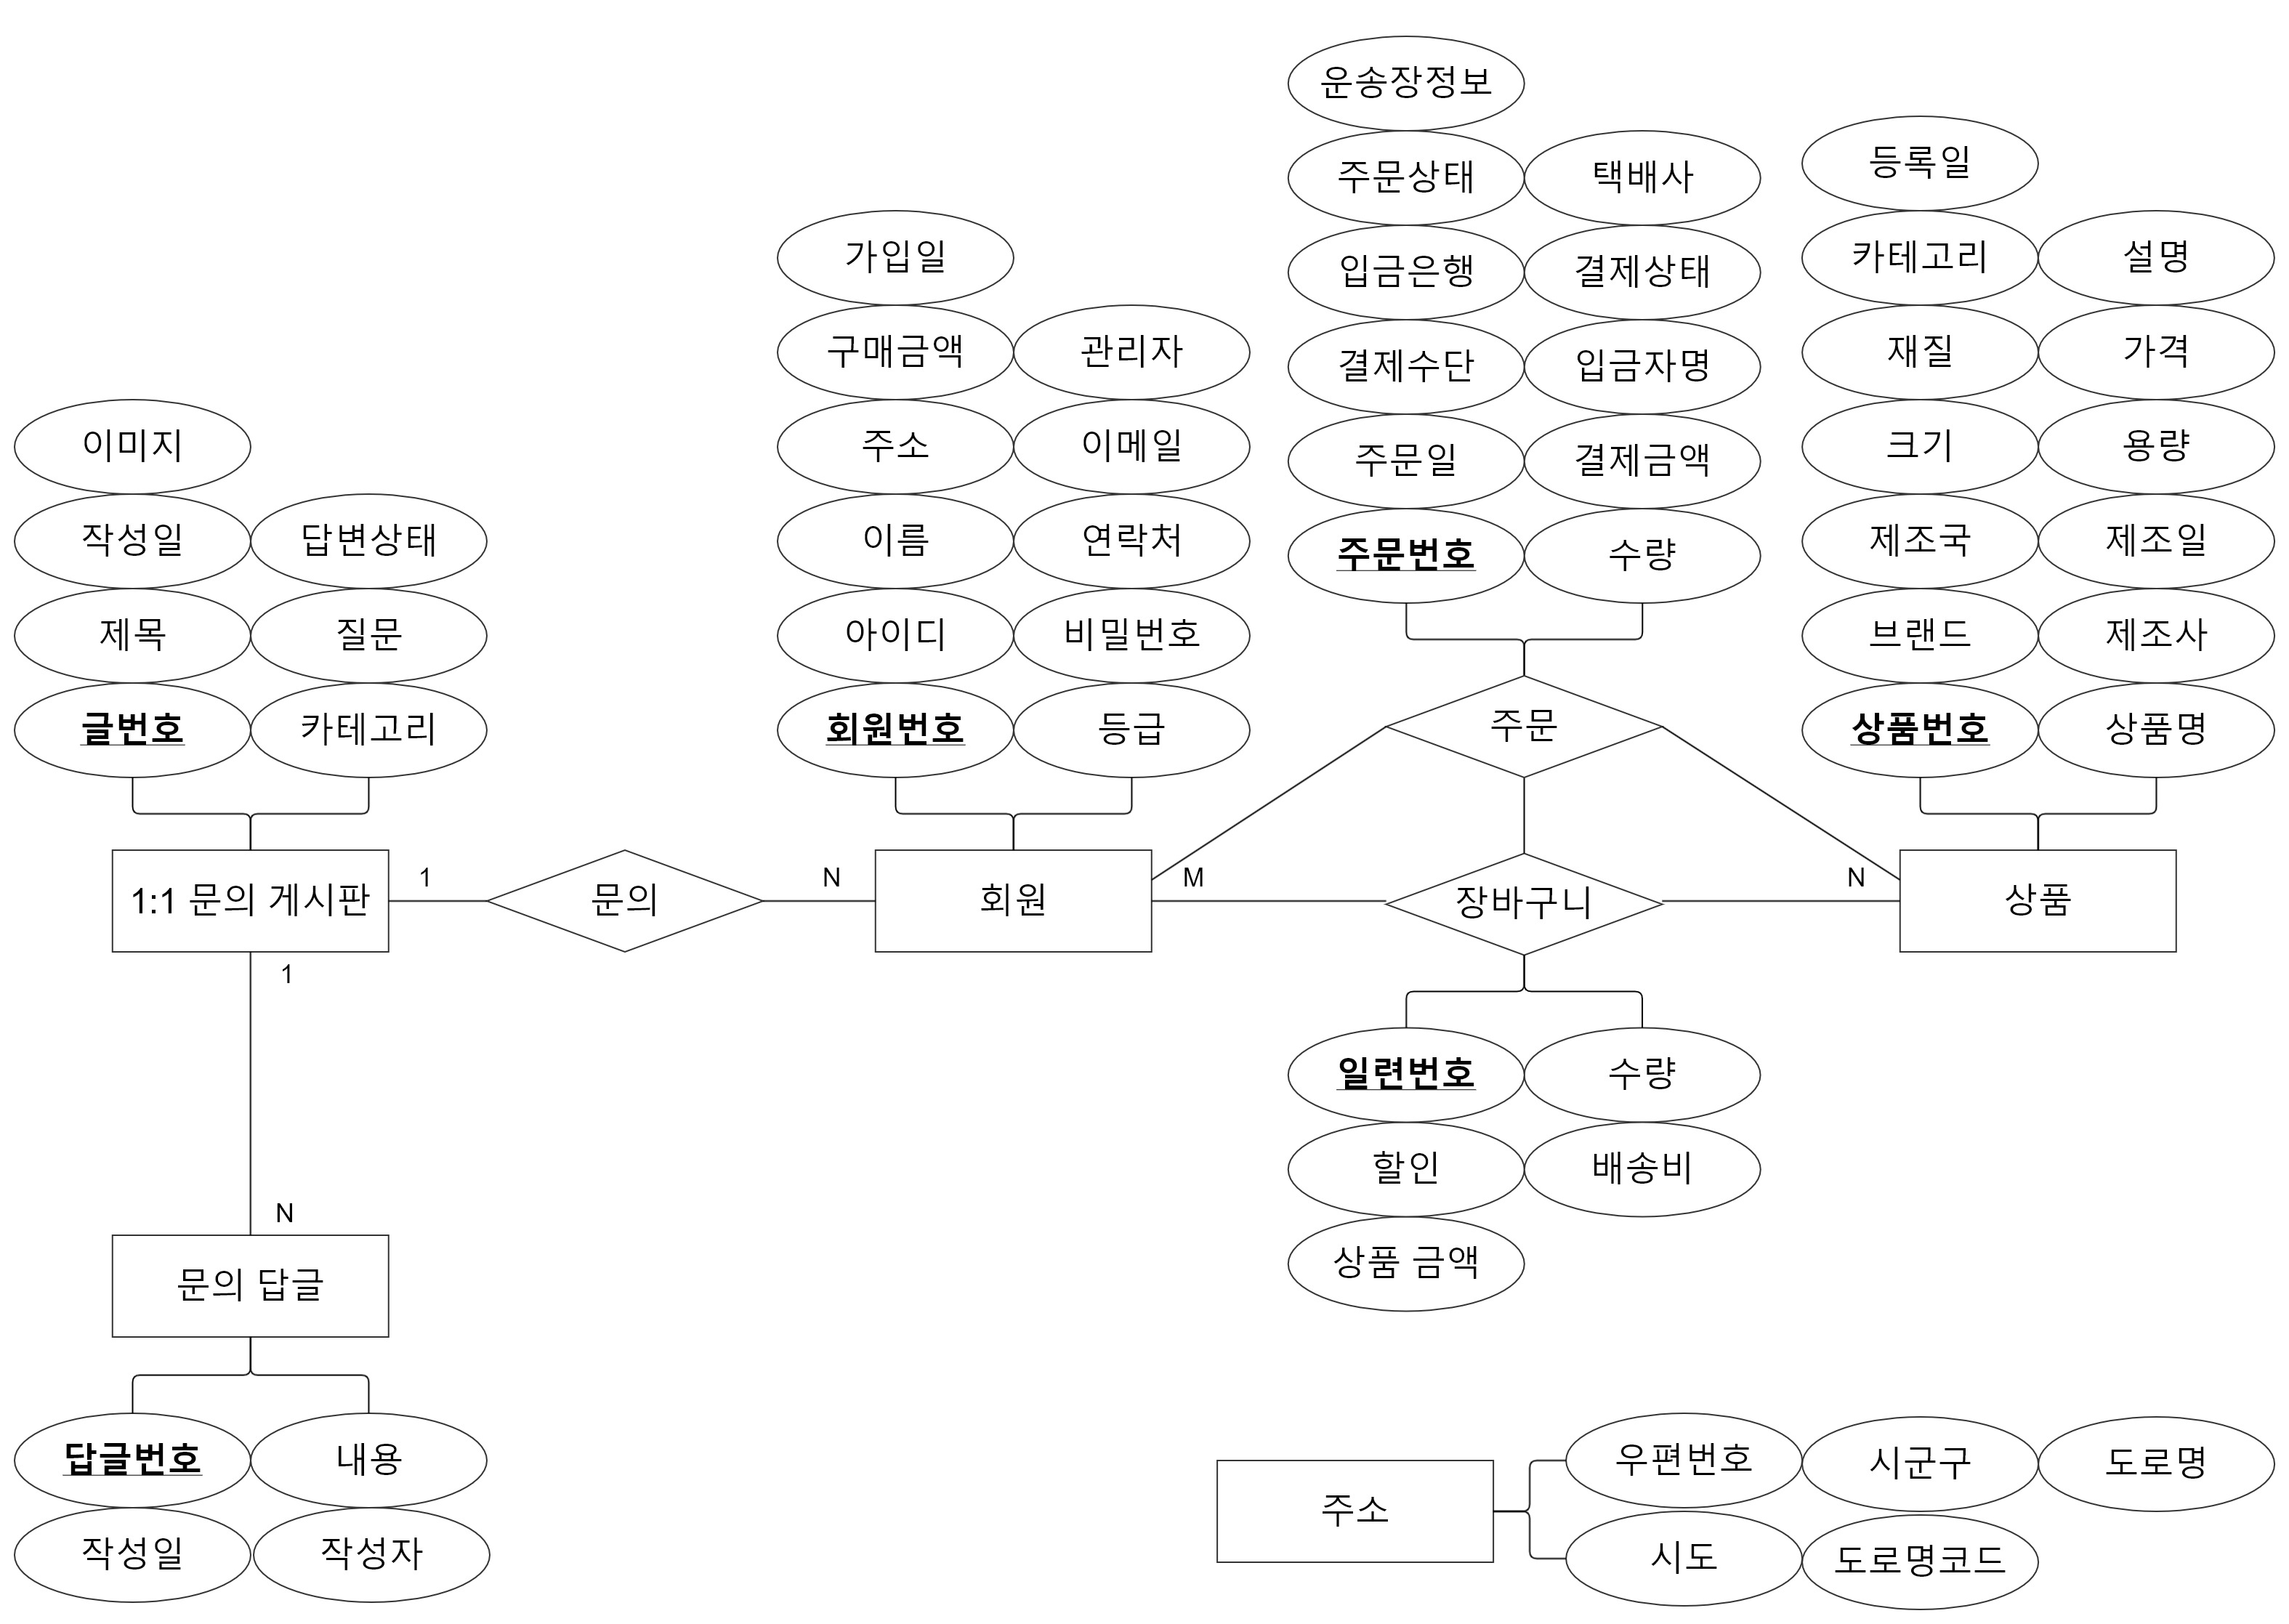 운송장정보
주문상태
택배사
등록일
가입일
입금은행
결제상태
카테고리
설명
구매금액
관리자
결제수단
입금자명
재질
가격
이미지
주소
이메일
주문일
결제금액
크기
용량
작성일
답변상태
이름
연락처
주문번호
수량
제조국
제조일
제목
질문
아이디
비밀번호
브랜드
제조사
글번호
카테고리
회원번호
등급
주문
상품번호
상품명
1:1 문의 게시판
1
문의
N
회원
M
장바구니
N
상품
1
일련번호
수량
할인
배송비
N
문의 답글
상품 금액
답글번호
내용
우편번호
시군구
도로명
주소
작성일
작성자
시도
도로명코드